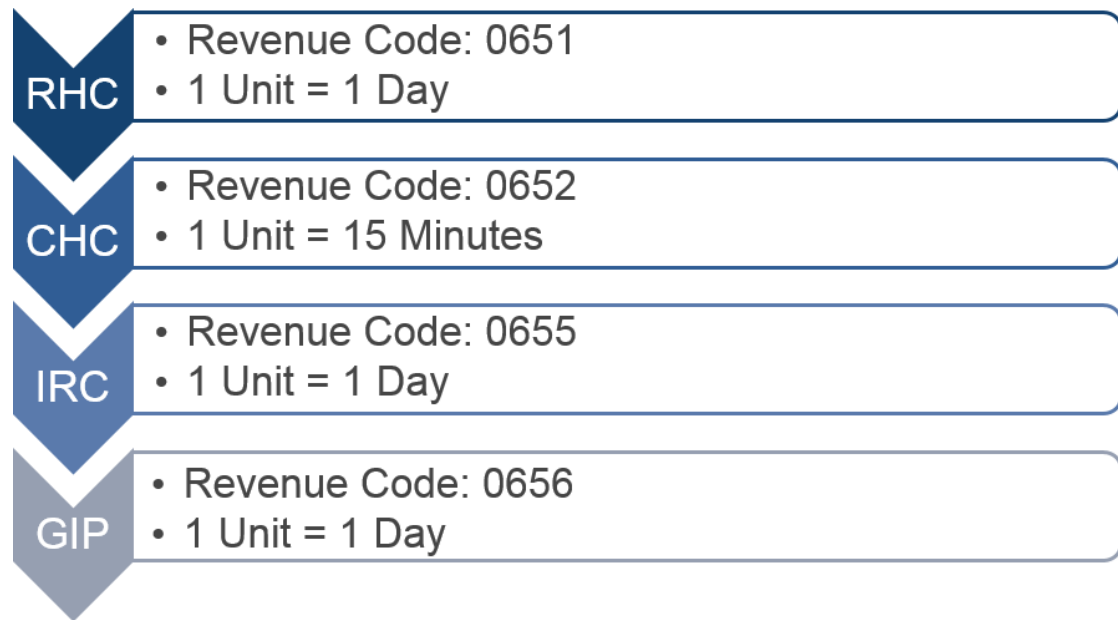 RHC
• Revenue Code: 0651
• 1 Unit = 1 Day
CHC
• Revenue Code: 0652
• 1 Unit = 15 Minutes
IRC
• Revenue Code: 0655
• 1 Unit = 1 Day
GIP
• Revenue Code: 0656
• 1 Unit = 1 Day